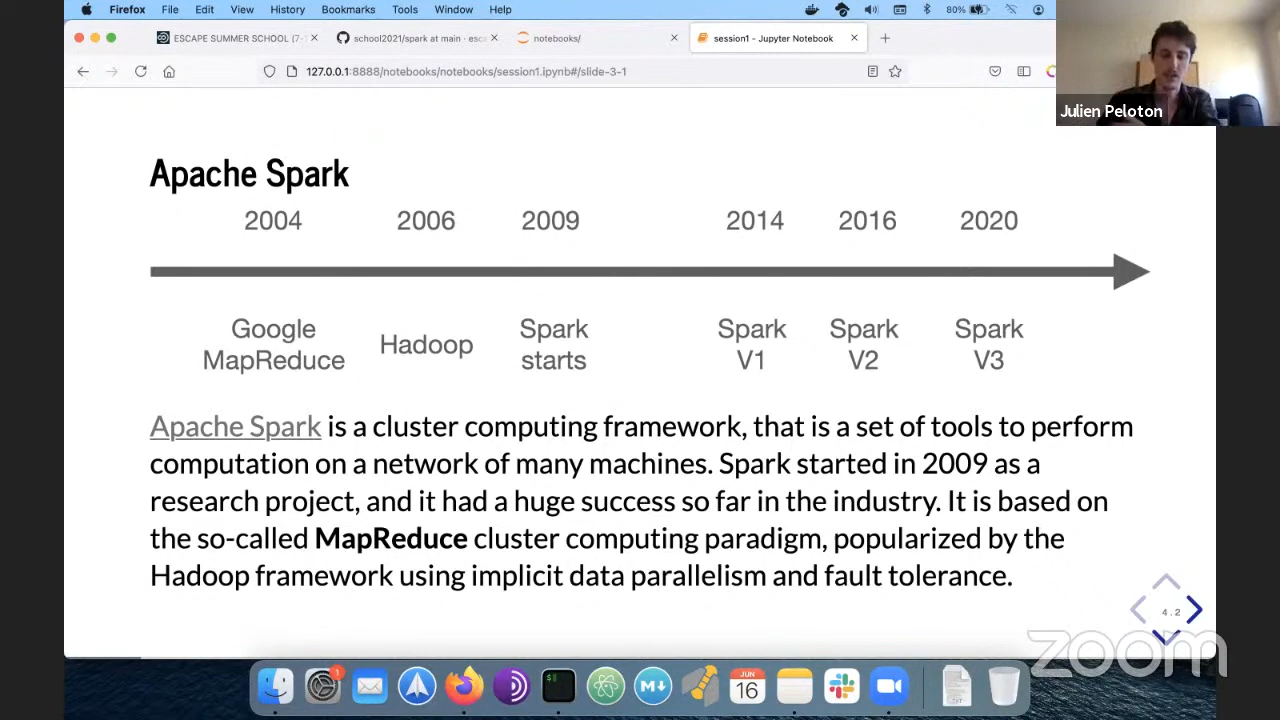 Firefox File Edit View History Bookmarks Tools Window Help 80%
ESCAPE SUMMER SCHOOL (7- school2021/spark at main · esca notebooks/ session1 - Jupyter Notebook
127.0.0.1:8888/notebooks/notebooks/session1.ipynb#/slide-3-1
Julien Peloton
Apache Spark
2004 2006 2009 2014 2016 2020
Google MapReduce
Hadoop
Spark starts
Spark V1
Spark V2
Spark V3
Apache Spark is a cluster computing framework, that is a set of tools to perform
computation on a network of many machines. Spark started in 2009 as a
research project, and it had a huge success so far in the industry. It is based on
the so-called MapReduce cluster computing paradigm, popularized by the
Hadoop framework using implicit data parallelism and fault tolerance.
4.2
zoom
1
$
M
JUN
16
TXT